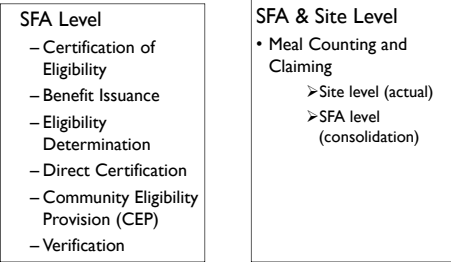 SFA Level
– Certification of
Eligibility
– Benefit Issuance
– Eligibility
Determination
– Direct Certification
– Community Eligibility
Provision (CEP)
– Verification
SFA & Site Level
• Meal Counting and
Claiming
➢Site level (actual)
➢SFA level
(consolidation)